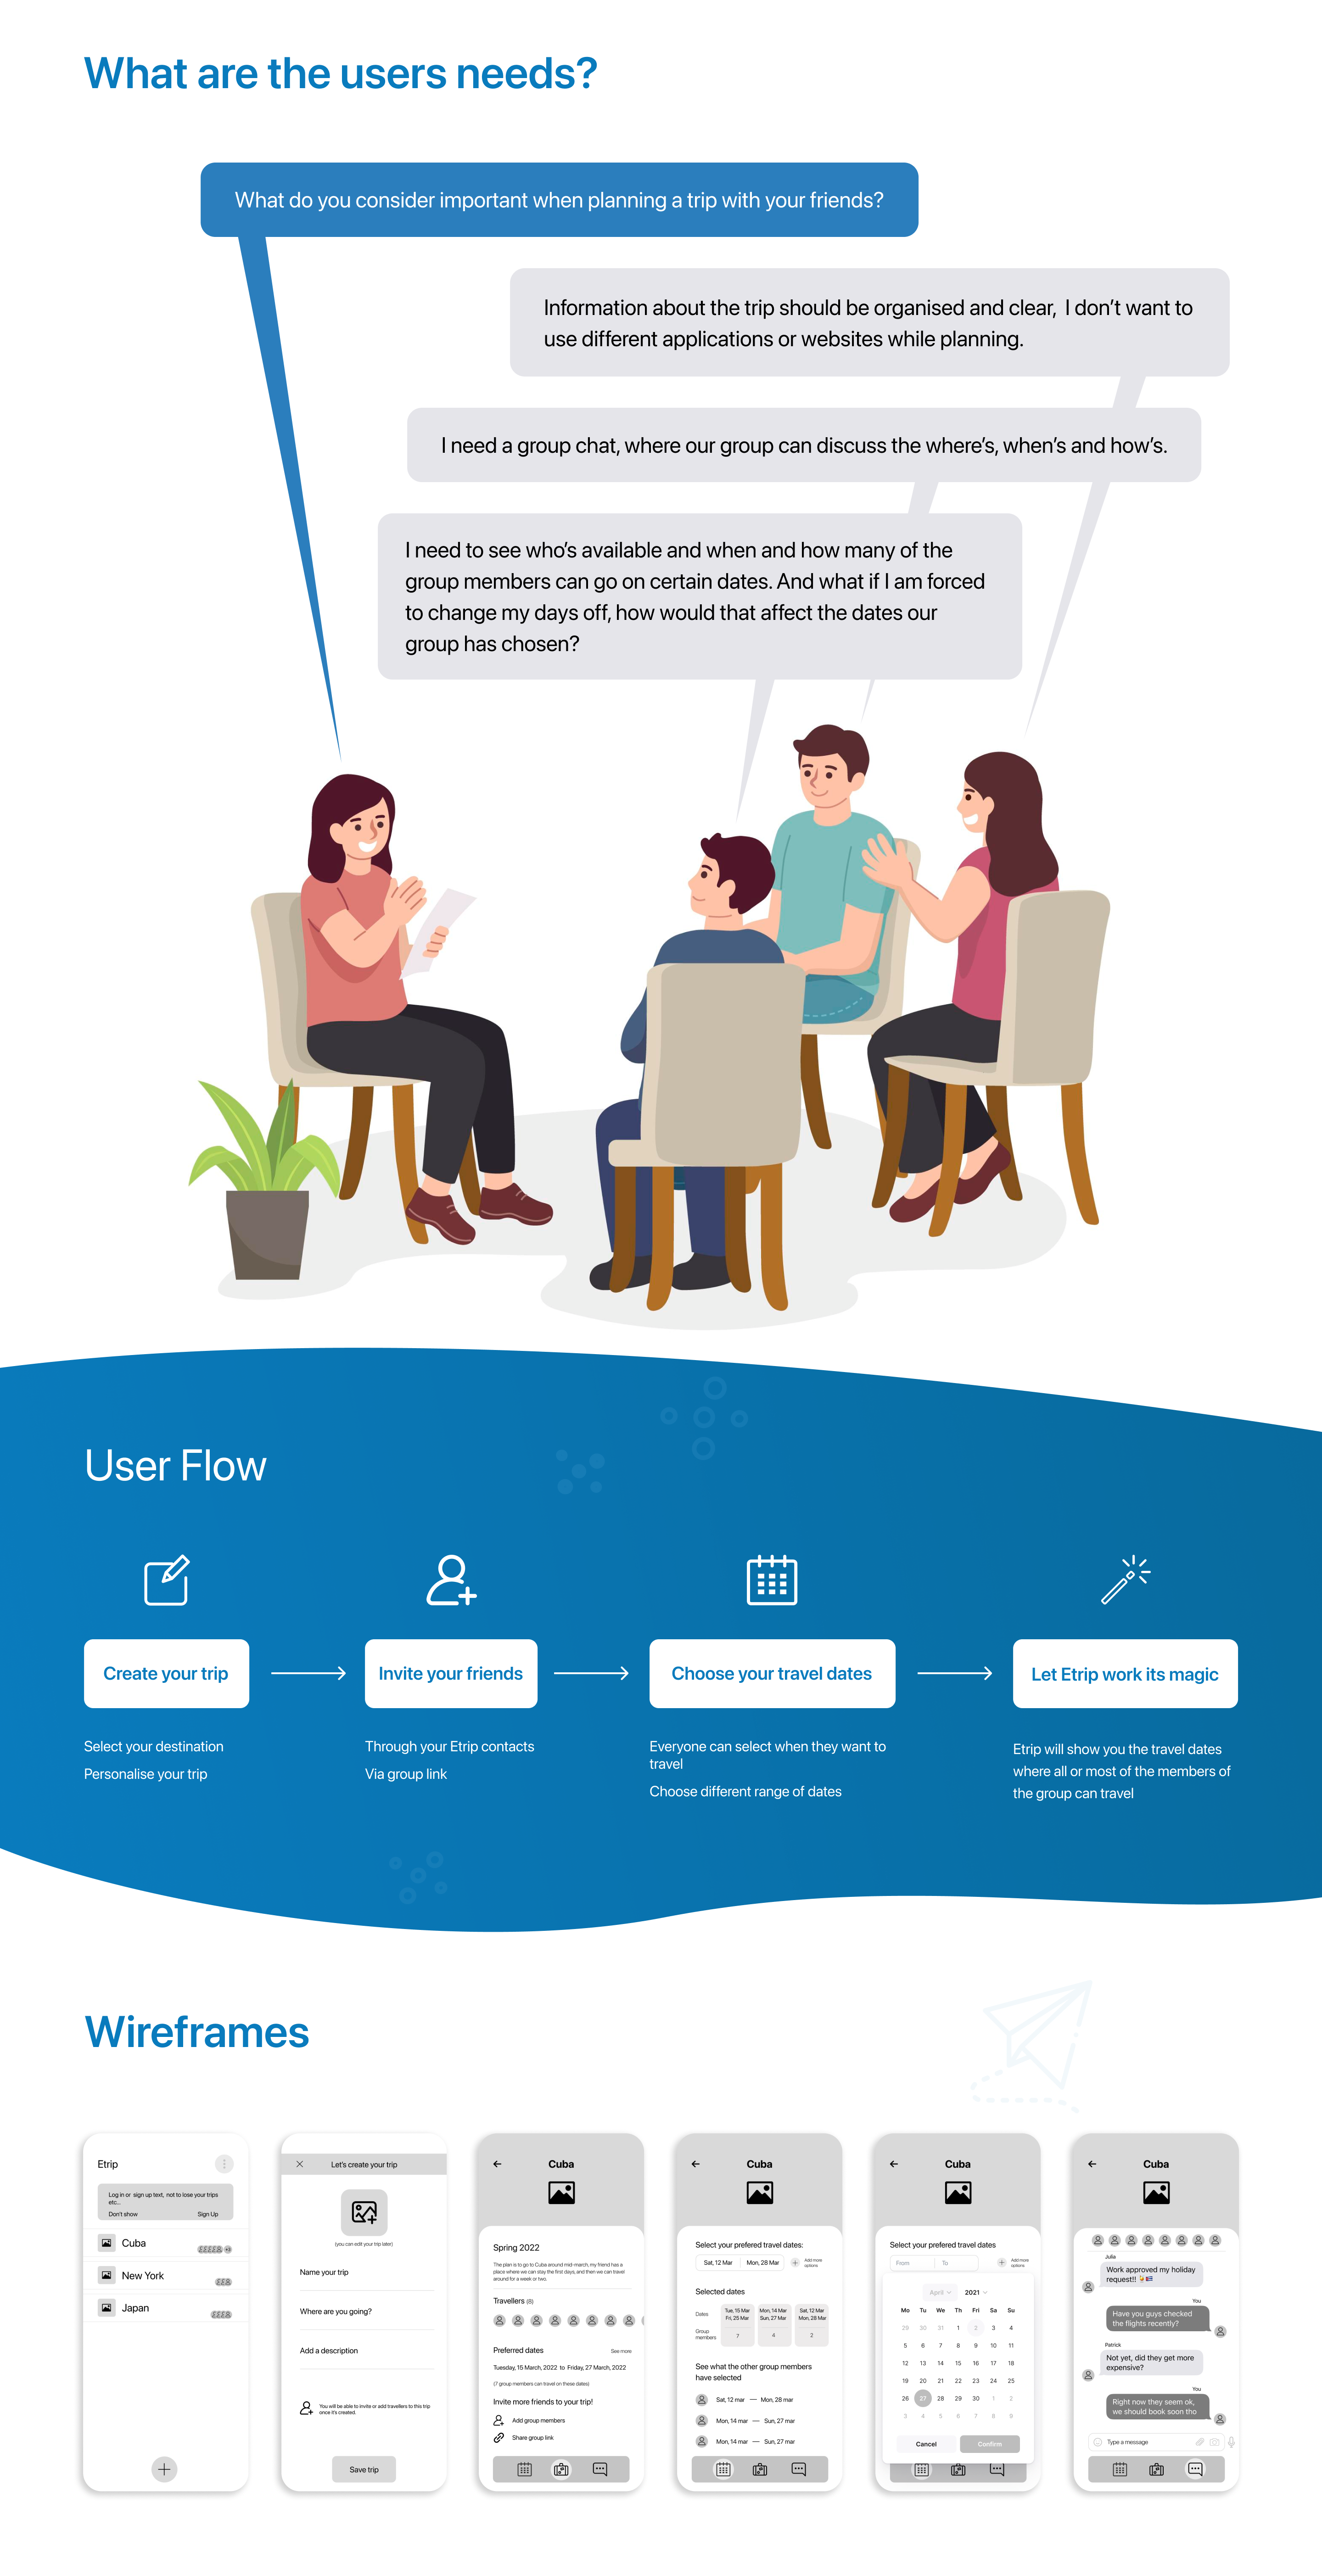 What are the users needs?
What do you consider important when planning a trip with your friends?
Information about the trip should be organised and clear, I don't want to
use different applications or websites while planning.
I need a group chat, where our group can discuss the where's, when's and how's.
I need to see who's available and when and how many of the
group members can go on certain dates. And what if I am forced
to change my days off, how would that affect the dates our
group has chosen?
User Flow
Create your trip
Select your destination
Personalise your trip
Invite your friends
Through your Etrip contacts
Via group link
Choose your travel dates
Everyone can select when they want to
travel
Choose different range of dates
Let Etrip work its magic
Etrip will show you the travel dates
where all or most of the members of
the group can travel
Wireframes
Etrip
Log in or sign up text, not to lose your trips
etc...
Don't show Sign Up
Cuba
New York
Japan
Let's create your trip
(you can edit your trip later)
Name your trip
Where are you going?
Add a description
You will be able to invite or add travellers to this trip
once it's created.
Save trip
Cuba
Spring 2022
The plan is to go to Cuba around mid-march, my friend has a
place where we can stay the first days, and then we can travel
around for a week or two.
Travellers (8)
Preferred dates See more
Tuesday, 15 March, 2022 to Friday, 27 March, 2022
(7 group members can travel on these dates)
Invite more friends to your trip!
Add group members
Share group link
Cuba
Select your prefered travel dates:
Sat, 12 Mar Mon, 28 Mar Add more
options
Selected dates
Dates Tue, 15 Mar Mon, 14 Mar Sat, 12 Mar
Fri, 25 Mar Sun, 27 Mar Mon, 28 Mar
Group
members 7 4 2
See what the other group members
have selected
Sat, 12 mar — Mon, 28 mar
Mon, 14 mar — Sun, 27 mar
Mon, 14 mar — Sun, 27 mar
Cuba
Select your prefered travel dates
From To Add more
options
April 2021
Mo Tu We Th Fri Sa Su
29 30 31 1 2 3 4
5 6 7 8 9 10 11
12 13 14 15 16 17 18
19 20 21 22 23 24 25
26 27 28 29 30 1 2
3 4 5 6 7 8 9
Cancel Confirm
Cuba
Julia
Work approved my holiday
request!!
You
Have you guys checked
the flights recently?
Patrick
Not yet, did they get more
expensive?
You
Right now they seem ok,
we should book soon tho
Type a message